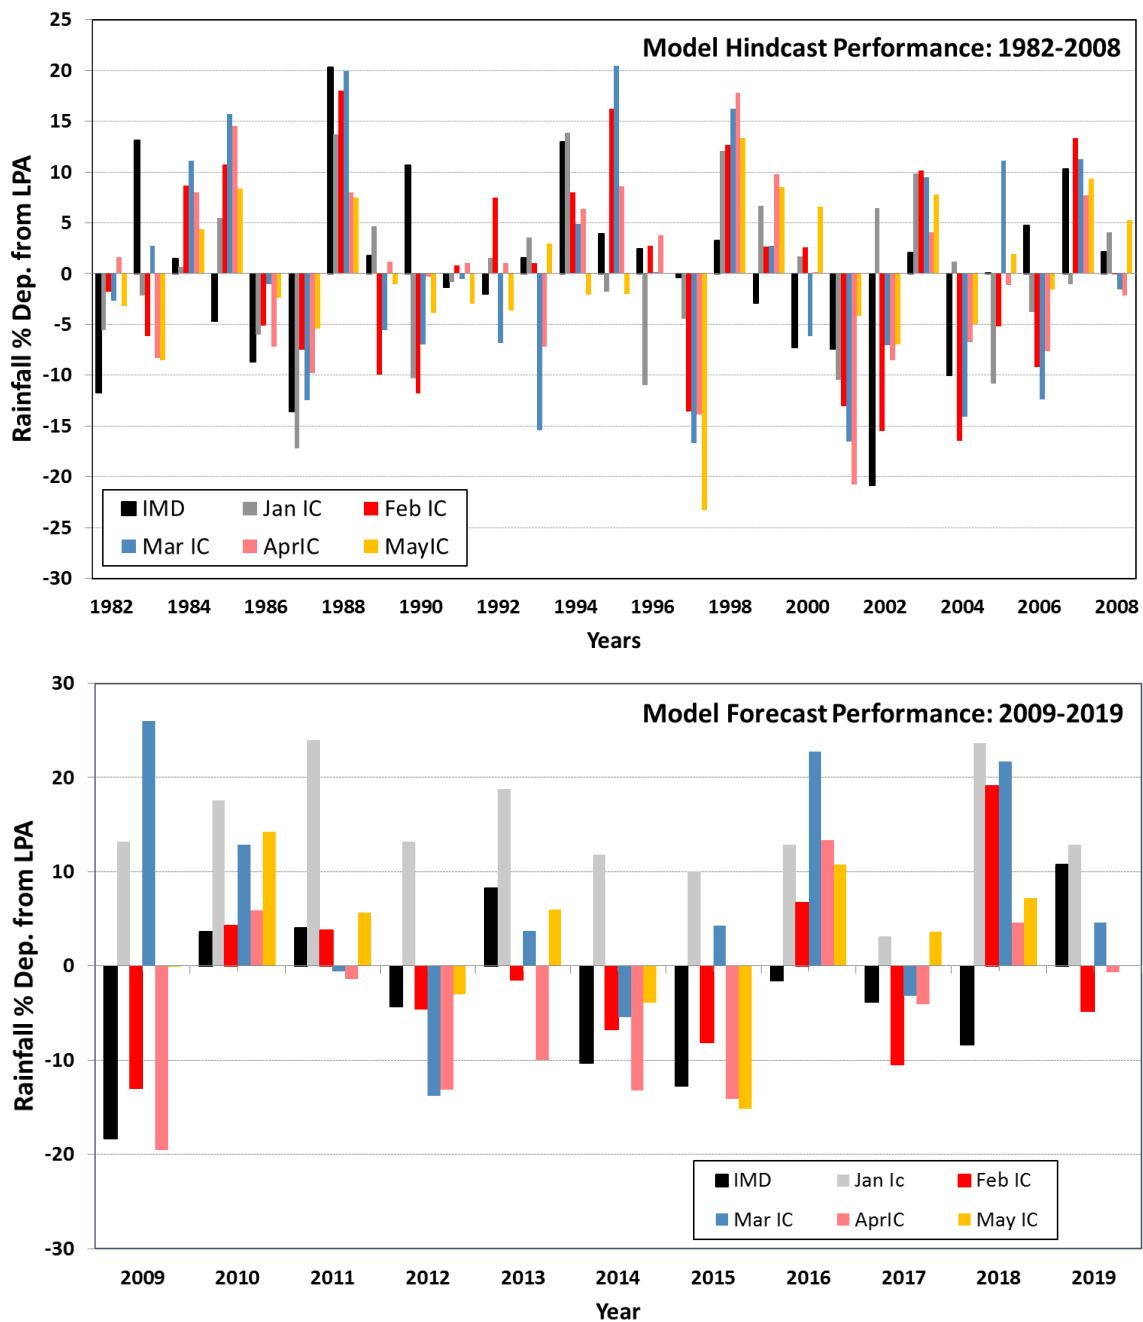 Model Hindcast Performance: 1982-2008
Rainfall % Dep. from LPA
25
20
15
10
5
0
-5
-10
-15
-20
-25
-30
IMD Jan IC Feb IC
Mar IC AprIC MayIC
1982 1984 1986 1988 1990 1992 1994 1996 1998 2000 2002 2004 2006 2008
Years
Model Forecast Performance: 2009-2019
Rainfall % Dep. from LPA
30
20
10
0
-10
-20
-30
IMD Jan Ic Feb IC
Mar IC AprIC May IC
2009 2010 2011 2012 2013 2014 2015 2016 2017 2018 2019
Year